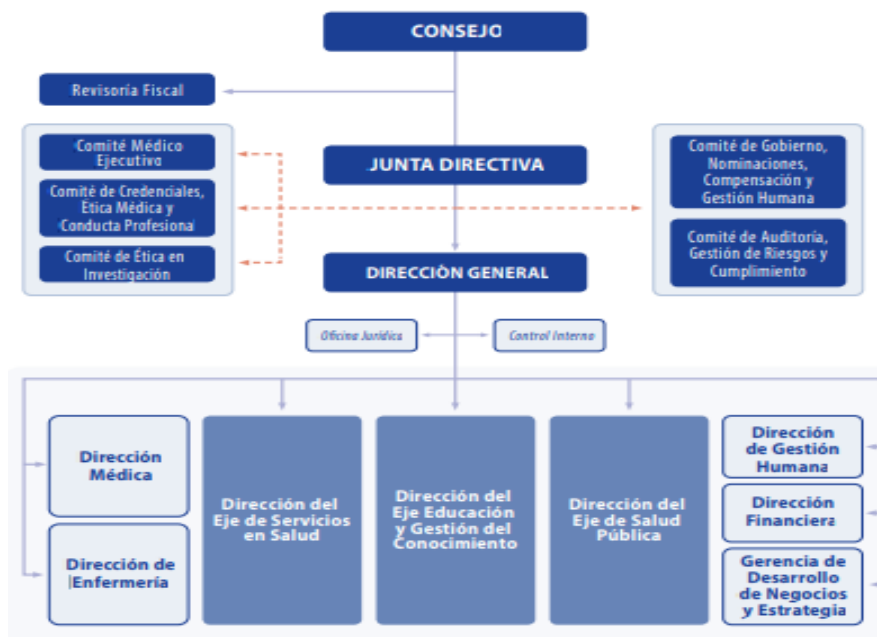 CONSEJO
Revisoría Fiscal
Comité Médico
Ejecutivo
Comité de Credenciales,
Ética Médica y
Conducta Profesional
Comité de Ética en
Investigación
JUNTA DIRECTIVA
Comité de Gobierno,
Nominaciones,
Compensación y
Gestión Humana
Comité de Auditoría,
Gestión de Riesgos y
Cumplimiento
DIRECCIÒN GENERAL
Oficina Jurídica
Control Interno
Dirección
Médica
Dirección de
Enfermería
Dirección del
Eje de Servicios
en Salud
Dirección del
Eje Educación
y Gestión del
Conocimiento
Dirección del
Eje de Salud
Pública
Dirección
de Gestión
Humana
Dirección
Financiera
Gerencia de
Desarrollo
de Negocios
y Estrategia